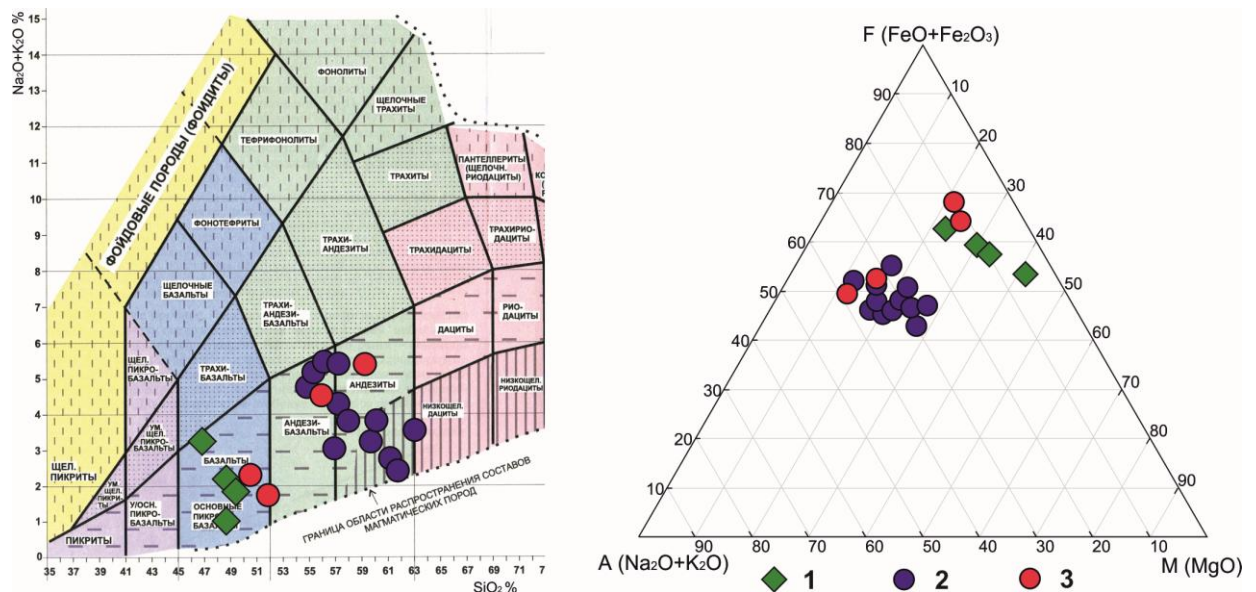 Na₂O+K₂O %
15
14
13
12
11
10
9
8
7
6
5
4
3
2
1
0
ФОЙДОВЫЕ ПОРОДЫ (ФОИДИТЫ)
ФОНОЛИТЫ
ЩЕЛОЧНЫЕ
ТРАХИТЫ
ТЕФРИФОНОЛИТЫ
ТРАХИТЫ
ПАНТЕЛЛЕРИТЫ
(ЩЕЛОЧН.
РИОДАЦИТЫ)
ФОНОТЕФРИТЫ
ТРАХИ-
АНДЕЗИТЫ
ТРАХИДАЦИТЫ
ТРАХИРИО-
ДАЦИТЫ
ЩЕЛОЧНЫЕ
БАЗАЛЬТЫ
ТРАХИ-
АНДЕЗИ-
БАЗАЛЬТЫ
ДАЦИТЫ
РИО-
ДАЦИТЫ
ЩЕЛ.
ПИКРО-
БАЗАЛЬТЫ
ТРАХИ-
БАЗАЛЬТЫ
АНДЕЗИТЫ
НИЗКОЩЕЛ.
ДАЦИТЫ
НИЗКОЩЕЛ.
РИОДАЦИТЫ
УМ.
ЩЕЛ.
ПИКРО-
БАЗАЛЬТЫ
АНДЕЗИ-
БАЗАЛЬТЫ
БАЗАЛЬТЫ
ЩЕЛ.
ПИКРИТЫ
УМ.
ЩЕЛ.
ПИКРИ-
ТЫ
У/ОСН.
ПИКРО-
БАЗАЛЬТЫ
ОСНОВНЫЕ
ПИКРИТЫ
ГРАНИЦА ОБЛАСТИ РАСПРОСТРАНЕНИЯ СОСТАВОВ
МАГМАТИЧЕСКИХ ПОРОД
35 37 39 41 43 45 47 49 51 53 55 57 59 61 63 65 67 69 71
SiO₂ %
F (FeO+Fe₂O₃)
90 10
80 20
70 30
60 40
50 50
40 60
30 70
20 80
10 90
90 80 70 60 50 40 30 20 10
A (Na₂O+K₂O)
M (MgO)
1 2 3